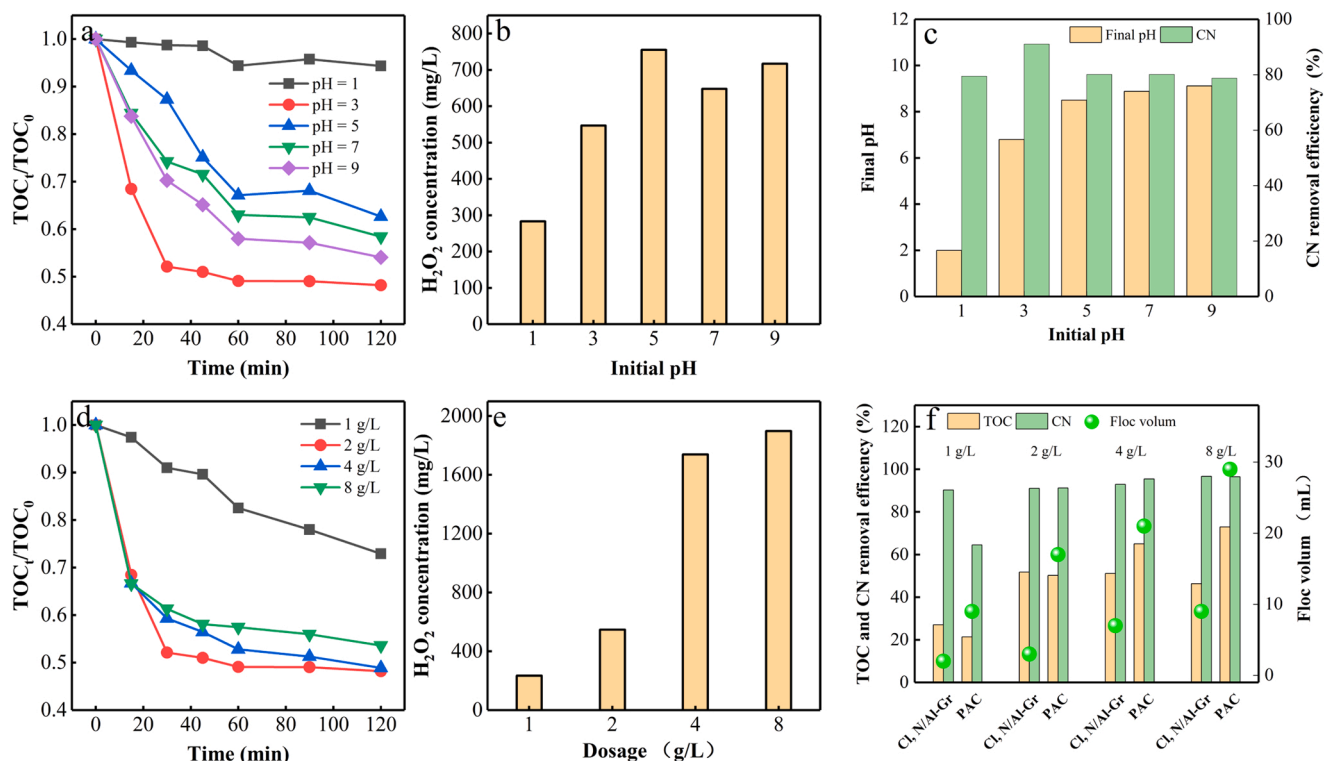 a
1.0
0.9
0.8
0.7
0.6
0.5
0.4
TOCt/TOC0
pH = 1
pH = 3
pH = 5
pH = 7
pH = 9
0 20 40 60 80 100 120
Time (min)
b
800
700
600
500
400
300
200
100
0
H2O2 concentration (mg/L)
1 3 5 7 9
Initial pH
c
12
10
8
6
4
2
0
Final pH
Final pH CN
100
80
60
40
20
0
CN removal efficicency (%)
1 3 5 7 9
Initial pH
d
1.0
0.9
0.8
0.7
0.6
0.5
0.4
TOCt/TOC0
1 g/L
2 g/L
4 g/L
8 g/L
0 20 40 60 80 100 120
Time (min)
e
2000
1600
1200
800
400
0
H2O2 concentration (mg/L)
1 2 4 8
Dosage （g/L）
f
120
100
80
60
40
20
0
TOC and CN removal efficency (%)
TOC CN Floc volum
1 g/L 2 g/L 4 g/L 8 g/L
30
20
10
0
Floc volum （mL）
Cl, N/Al-Gr PAC Cl, N/Al-Gr PAC Cl, N/Al-Gr PAC Cl, N/Al-Gr PAC